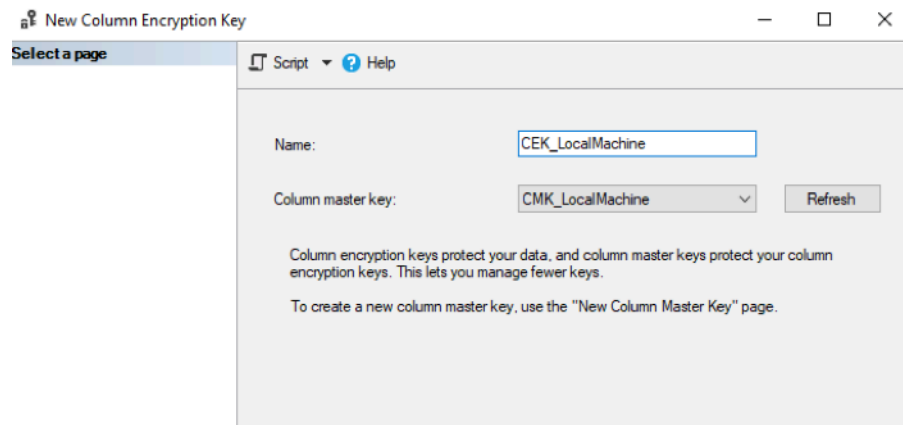 New Column Encryption Key
Select a page
Script Help
Name: CEK_LocalMachine
Column master key: CMK_LocalMachine Refresh
Column encryption keys protect your data, and column master keys protect your column
encryption keys. This lets you manage fewer keys.
To create a new column master key, use the "New Column Master Key" page.